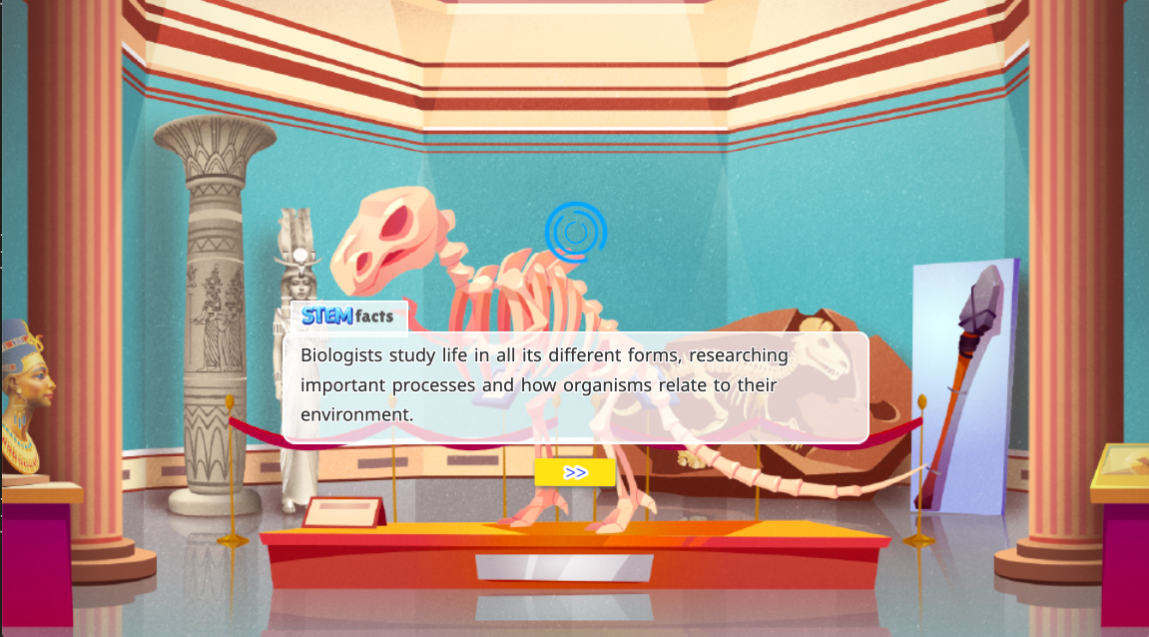 STEM facts
Biologists study life in all its different forms, researching
important processes and how organisms relate to their
environment.
>>